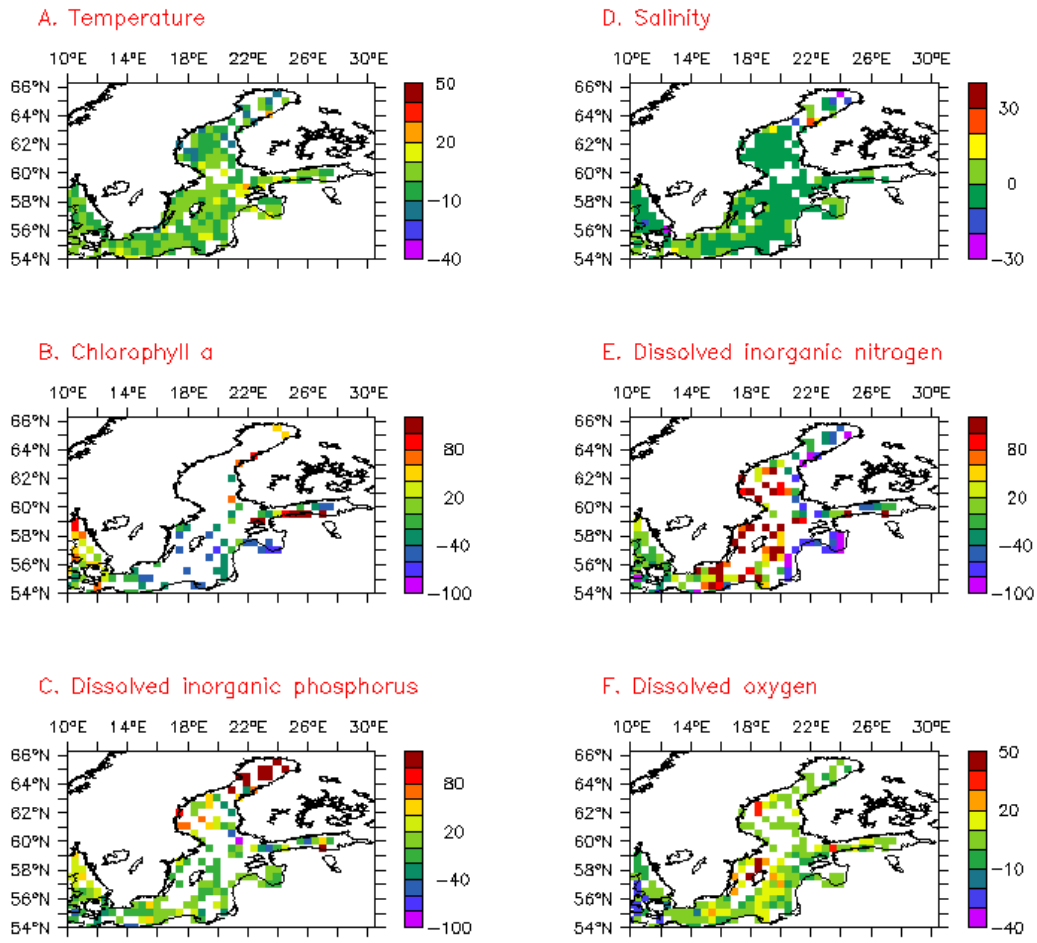 A. Temperature
10°E 14°E 18°E 22°E 26°E 30°E
66°N
64°N
62°N
60°N
58°N
56°N
54°N
50
20
−10
−40
D. Salinity
10°E 14°E 18°E 22°E 26°E 30°E
66°N
64°N
62°N
60°N
58°N
56°N
54°N
30
0
−30
B. Chlorophyll a
10°E 14°E 18°E 22°E 26°E 30°E
66°N
64°N
62°N
60°N
58°N
56°N
54°N
80
20
−40
−100
E. Dissolved inorganic nitrogen
10°E 14°E 18°E 22°E 26°E 30°E
66°N
64°N
62°N
60°N
58°N
56°N
54°N
80
20
−40
−100
C. Dissolved inorganic phosphorus
10°E 14°E 18°E 22°E 26°E 30°E
66°N
64°N
62°N
60°N
58°N
56°N
54°N
80
20
−40
−100
F. Dissolved oxygen
10°E 14°E 18°E 22°E 26°E 30°E
66°N
64°N
62°N
60°N
58°N
56°N
54°N
50
20
−10
−40